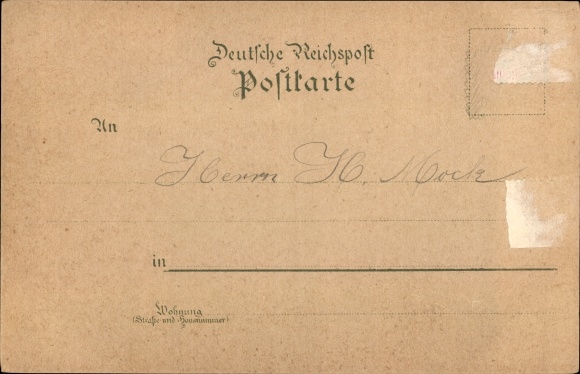 Deutsche Reichspost
Postkarte
An
Herrn H. Mock
in
Wohnung
(Straße und Hausnummer)